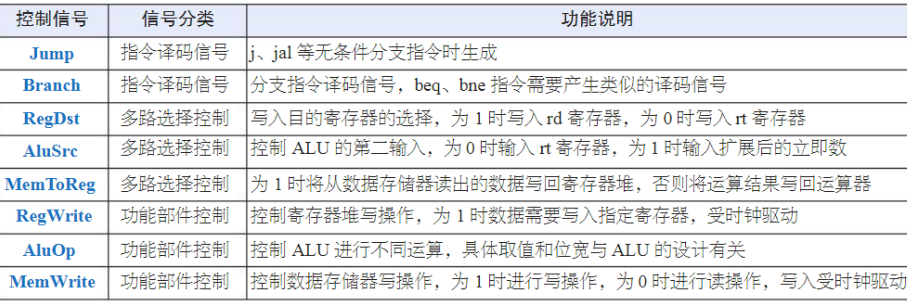 控制信号 信号分类 功能说明
Jump 指令译码信号 j、jal 等无条件分支指令时生成
Branch 指令译码信号 分支指令译码信号，beq、bne 指令需要产生类似的译码信号
RegDst 多路选择控制 写入目的寄存器的选择，为 1 时写入 rd 寄存器，为 0 时写入 rt 寄存器
AluSrc 多路选择控制 控制 ALU 的第二输入，为 0 时输入 rt 寄存器，为 1 时输入扩展后的立即数
MemToReg 多路选择控制 为 1 时将从数据存储器读出的数据写回寄存器堆，否则将运算结果写回运算器
RegWrite 功能部件控制 控制寄存器堆写操作，为 1 时数据需要写入指定寄存器，受时钟驱动
AluOp 功能部件控制 控制 ALU 进行不同运算，具体取值和位宽与 ALU 的设计有关
MemWrite 功能部件控制 控制数据存储器写操作，为 1 时进行写操作，为 0 时进行读操作，写入受时钟驱动